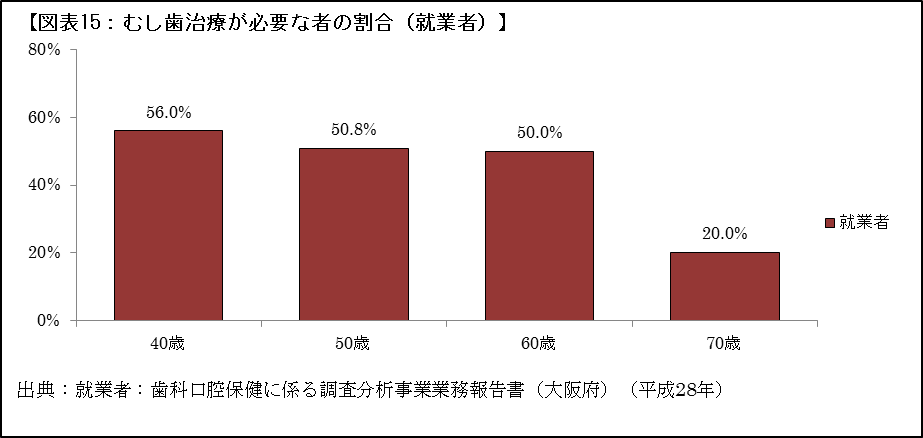 【図表15：むし歯治療が必要な者の割合（就業者）】
80%
60%
40%
20%
0%
56.0%
50.8%
50.0%
20.0%
40歳
50歳
60歳
70歳
就業者
出典：就業者：歯科口腔保健に係る調査分析事業業務報告書（大阪府）（平成28年）